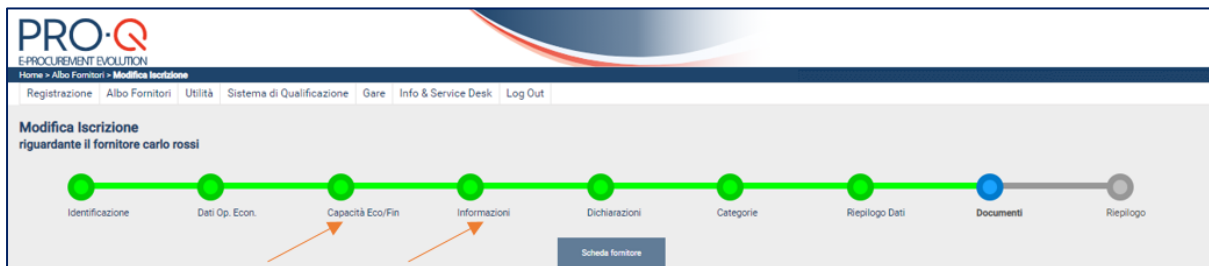 PRO·Q
E-PROCUREMENT EVOLUTION
Home > Albo Fornitori > Modifica Iscrizione
Registrazione Albo Fornitori Utilità Sistema di Qualificazione Gare Info & Service Desk Log Out
Modifica Iscrizione
riguardante il fornitore carlo rossi
Identificazione Dati Op. Econ. Capacità Eco/Fin Informazioni Dichiarazioni Categorie Riepilogo Dati Documenti Riepilogo
Scheda fornitore